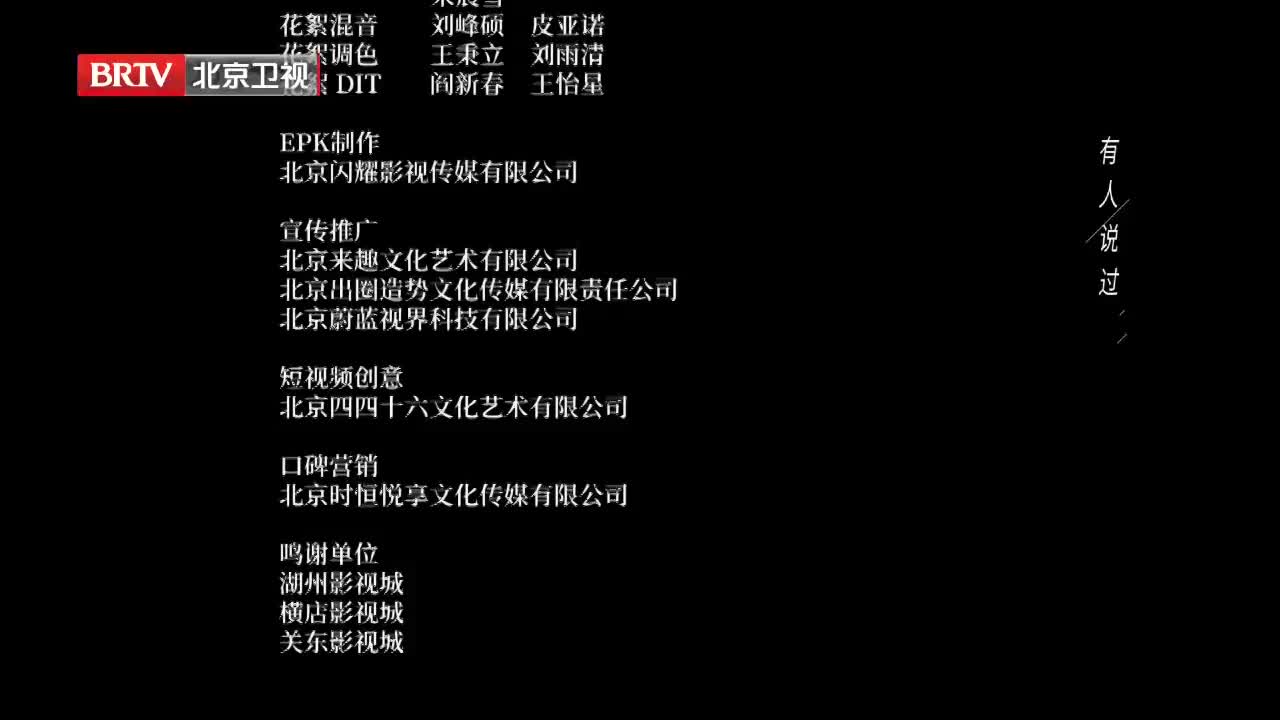 花絮混音 刘峰硕 皮亚诺
花絮调色 王秉立 刘雨清
花絮 DIT 阎新春 王怡星
BRTV 北京卫视
EPK制作
北京闪耀影视传媒有限公司
宣传推广
北京来趣文化艺术有限公司
北京出圈造势文化传媒有限责任公司
北京蔚蓝视界科技有限公司
短视频创意
北京四四十六文化艺术有限公司
口碑营销
北京时恒悦享文化传媒有限公司
鸣谢单位
湖州影视城
横店影视城
关东影视城
有人说过